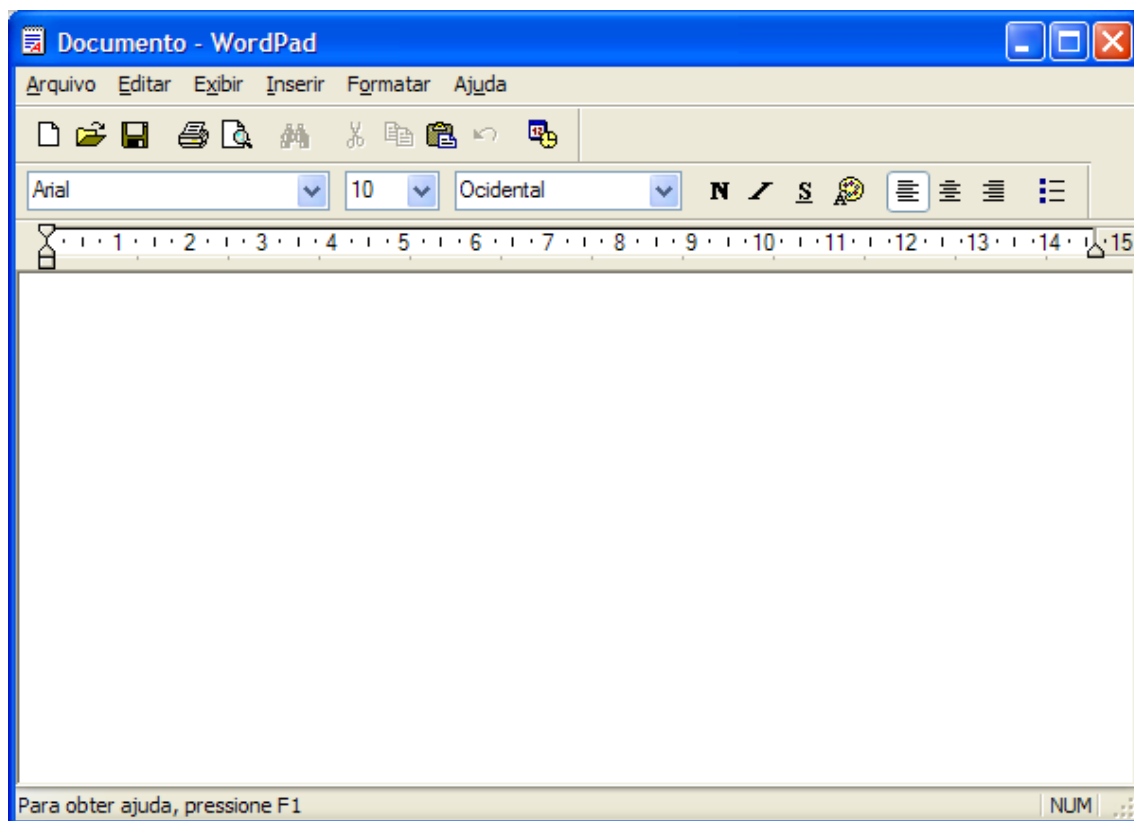 Documento - WordPad
Arquivo Editar Exibir Inserir Formatar Ajuda
Arial 10 Ocidental N I S
1 2 3 4 5 6 7 8 9 10 11 12 13 14 15
Para obter ajuda, pressione F1 NUM